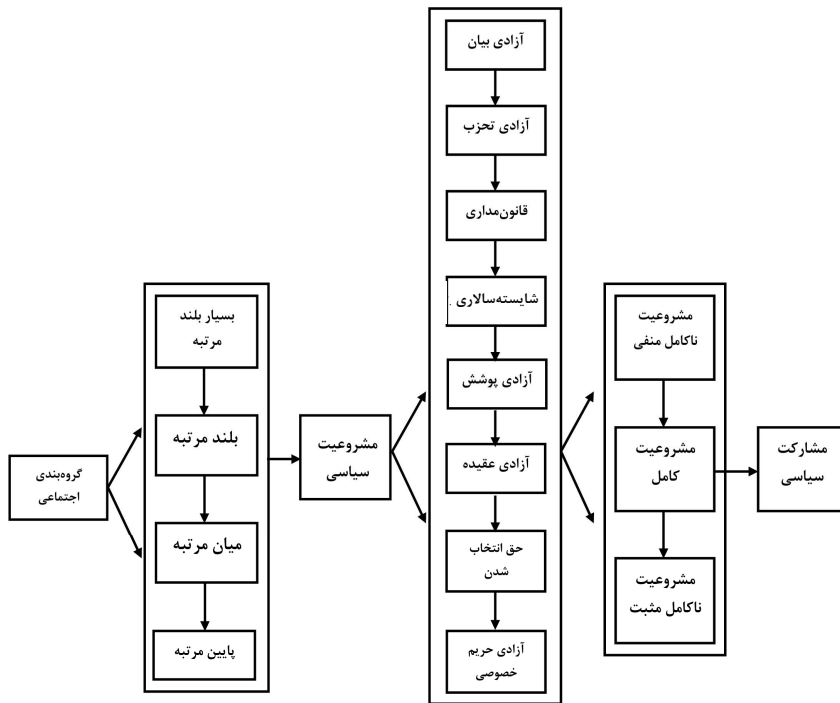 گروه‌بندی
اجتماعی
بسیار بلند
مرتبه
بلند مرتبه
میان مرتبه
پایین مرتبه
مشروعیت
سیاسی
آزادی بیان
آزادی تحزب
قانون‌مداری
شایسته‌سالاری
آزادی پوشش
آزادی عقیده
حق انتخاب
شدن
آزادی حریم
خصوصی
مشروعیت
ناکامل منفی
مشروعیت
کامل
مشروعیت
ناکامل مثبت
مشارکت
سیاسی